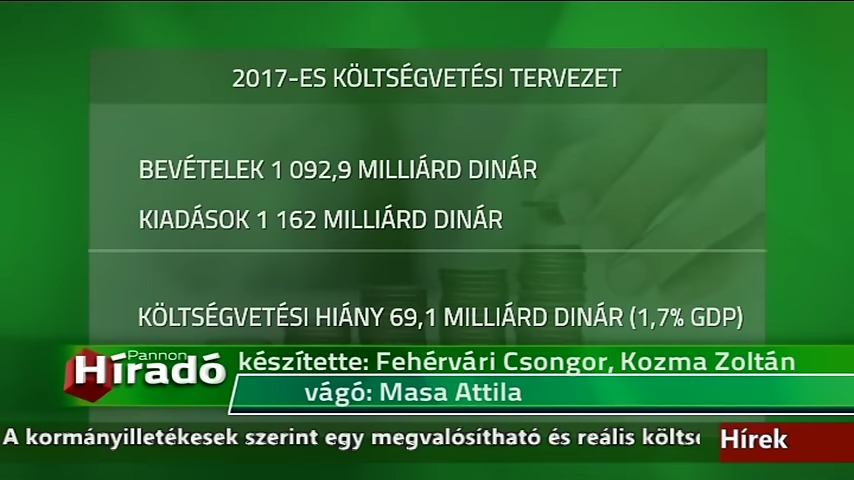 2017-ES KÖLTSÉGVETÉSI TERVEZET
BEVÉTELEK 1 092,9 MILLIÁRD DINÁR
KIADÁSOK 1 162 MILLIÁRD DINÁR
KÖLTSÉGVETÉSI HIÁNY 69,1 MILLIÁRD DINÁR (1,7% GDP)
Pannon
Híradó
készítette: Fehérvári Csongor, Kozma Zoltán
vágó: Masa Attila
A kormányilletékesek szerint egy megvalósítható és reális költs
Hírek